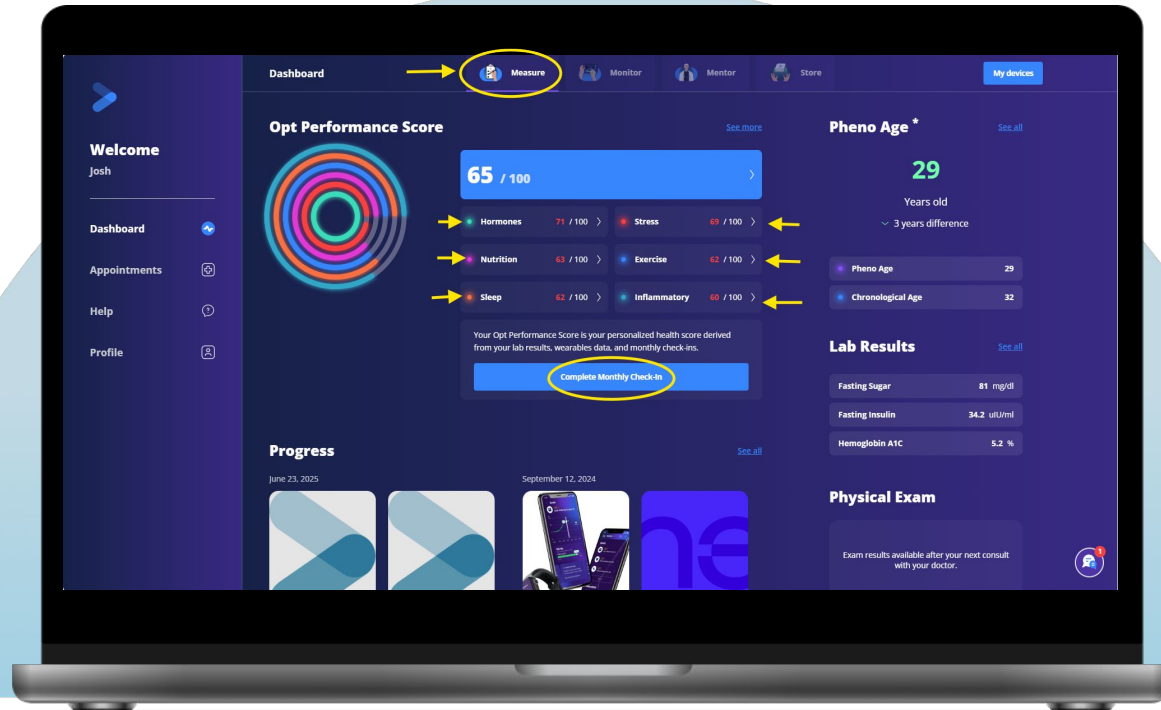 Dashboard
Measure
Monitor
Mentor
Store
My devices
Welcome
Josh
Dashboard
Appointments
Help
Profile
Opt Performance Score
See more
65 / 100
Hormones 71 / 100
Stress 69 / 100
Nutrition 63 / 100
Exercise 62 / 100
Sleep 62 / 100
Inflammatory 60 / 100
Your Opt Performance Score is your personalized health score derived
from your lab results, wearables data, and monthly check-ins.
Complete Monthly Check-In
Progress
See all
June 23, 2025
September 12, 2024
ne
Pheno Age *
See all
29
Years old
3 years difference
Pheno Age 29
Chronological Age 32
Lab Results
See all
Fasting Sugar 81 mg/dl
Fasting Insulin 34.2 uIU/ml
Hemoglobin A1C 5.2 %
Physical Exam
Exam results available after your next consult
with your doctor.
1